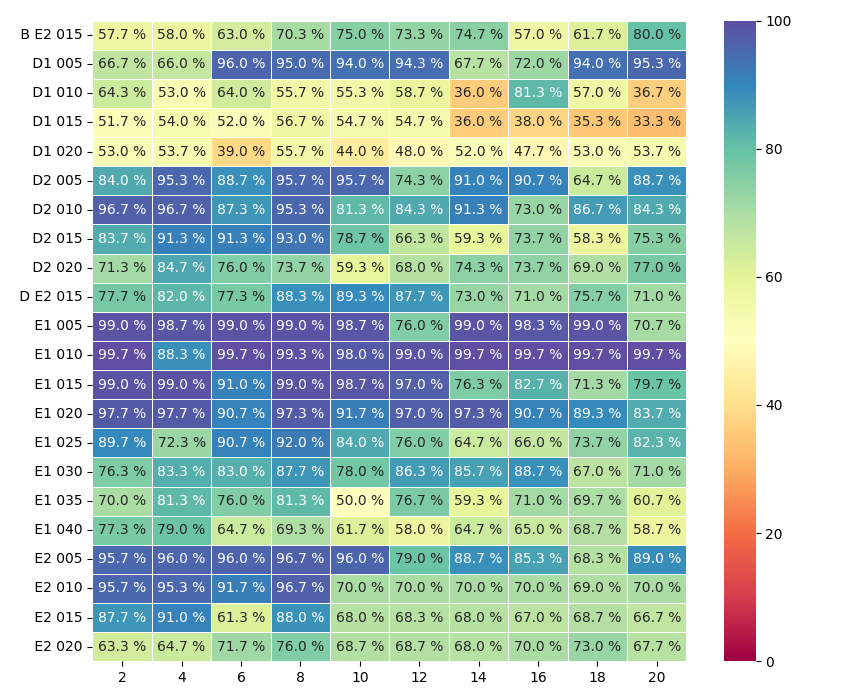 B E2 015 57.7 % 58.0 % 63.0 % 70.3 % 75.0 % 73.3 % 74.7 % 57.0 % 61.7 % 80.0 %
D1 005 66.7 % 66.0 % 96.0 % 95.0 % 94.0 % 94.3 % 67.7 % 72.0 % 94.0 % 95.3 %
D1 010 64.3 % 53.0 % 64.0 % 55.7 % 55.3 % 58.7 % 36.0 % 81.3 % 57.0 % 36.7 %
D1 015 51.7 % 54.0 % 52.0 % 56.7 % 54.7 % 54.7 % 36.0 % 38.0 % 35.3 % 33.3 %
D1 020 53.0 % 53.7 % 39.0 % 55.7 % 44.0 % 48.0 % 52.0 % 47.7 % 53.0 % 53.7 %
D2 005 84.0 % 95.3 % 88.7 % 95.7 % 95.7 % 74.3 % 91.0 % 90.7 % 64.7 % 88.7 %
D2 010 96.7 % 96.7 % 87.3 % 95.3 % 81.3 % 84.3 % 91.3 % 73.0 % 86.7 % 84.3 %
D2 015 83.7 % 91.3 % 91.3 % 93.0 % 78.7 % 66.3 % 59.3 % 73.7 % 58.3 % 75.3 %
D2 020 71.3 % 84.7 % 76.0 % 73.7 % 59.3 % 68.0 % 74.3 % 73.7 % 69.0 % 77.0 %
D E2 015 77.7 % 82.0 % 77.3 % 88.3 % 89.3 % 87.7 % 73.0 % 71.0 % 75.7 % 71.0 %
E1 005 99.0 % 98.7 % 99.0 % 99.0 % 98.7 % 76.0 % 99.0 % 98.3 % 99.0 % 70.7 %
E1 010 99.7 % 88.3 % 99.7 % 99.3 % 98.0 % 99.0 % 99.7 % 99.7 % 99.7 % 99.7 %
E1 015 99.0 % 99.0 % 91.0 % 99.0 % 98.7 % 97.0 % 76.3 % 82.7 % 71.3 % 79.7 %
E1 020 97.7 % 97.7 % 90.7 % 97.3 % 91.7 % 97.0 % 97.3 % 90.7 % 89.3 % 83.7 %
E1 025 89.7 % 72.3 % 90.7 % 92.0 % 84.0 % 76.0 % 64.7 % 66.0 % 73.7 % 82.3 %
E1 030 76.3 % 83.3 % 83.0 % 87.7 % 78.0 % 86.3 % 85.7 % 88.7 % 67.0 % 71.0 %
E1 035 70.0 % 81.3 % 76.0 % 81.3 % 50.0 % 76.7 % 59.3 % 71.0 % 69.7 % 60.7 %
E1 040 77.3 % 79.0 % 64.7 % 69.3 % 61.7 % 58.0 % 64.7 % 65.0 % 68.7 % 58.7 %
E2 005 95.7 % 96.0 % 96.0 % 96.7 % 96.0 % 79.0 % 88.7 % 85.3 % 68.3 % 89.0 %
E2 010 95.7 % 95.3 % 91.7 % 96.7 % 70.0 % 70.0 % 70.0 % 70.0 % 69.0 % 70.0 %
E2 015 87.7 % 91.0 % 61.3 % 88.0 % 68.0 % 68.3 % 68.0 % 67.0 % 68.7 % 66.7 %
E2 020 63.3 % 64.7 % 71.7 % 76.0 % 68.7 % 68.7 % 68.0 % 70.0 % 73.0 % 67.7 %
2 4 6 8 10 12 14 16 18 20
100
80
60
40
20
0